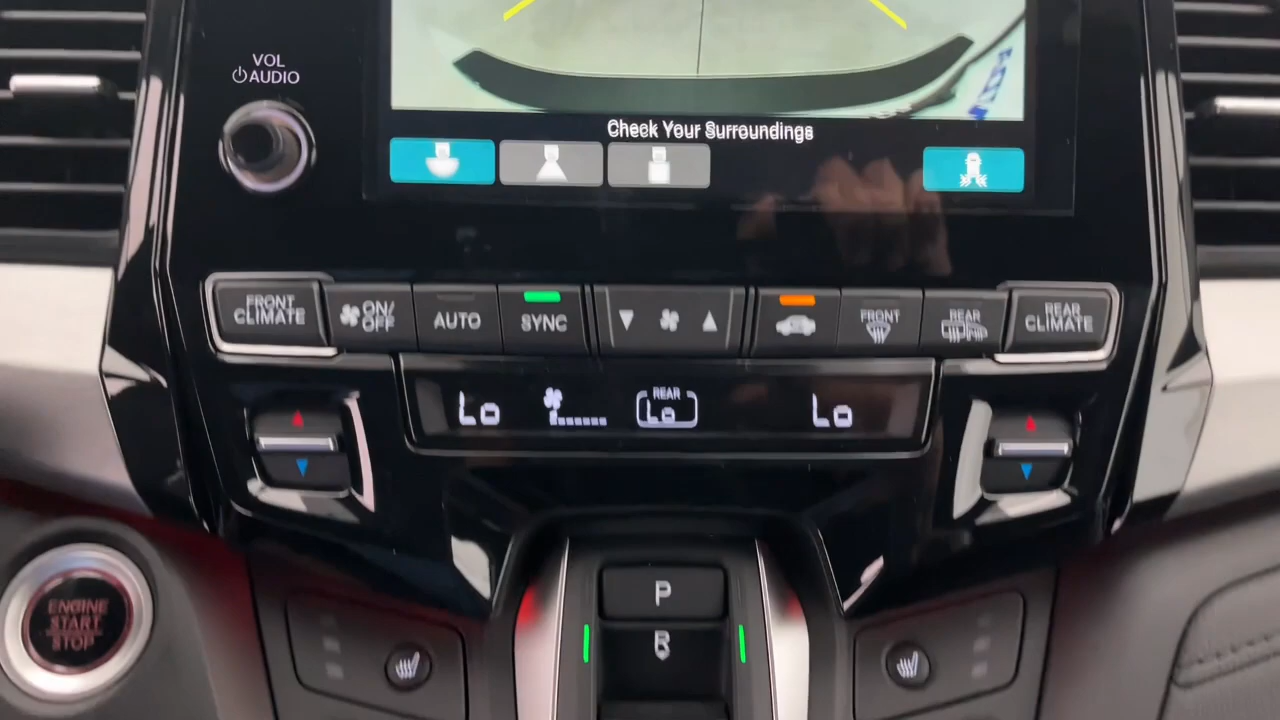 VOL
AUDIO
Check Your Surroundings
FRONT
CLIMATE
ON/
OFF
AUTO
SYNC
FRONT
REAR
REAR
CLIMATE
Lo
REAR
Lo
Lo
P
R
ENGINE
START
STOP